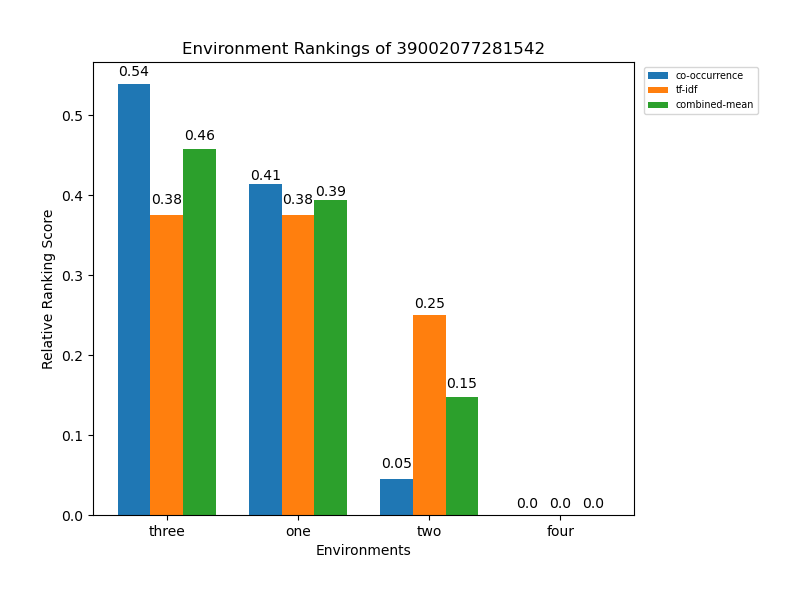 Environment Rankings of 39002077281542
co-occurrence
tf-idf
combined-mean
Relative Ranking Score
0.5
0.4
0.3
0.2
0.1
0.0
0.54
0.38
0.46
0.41
0.38
0.39
0.05
0.25
0.15
0.0
0.0
0.0
three
one
two
four
Environments